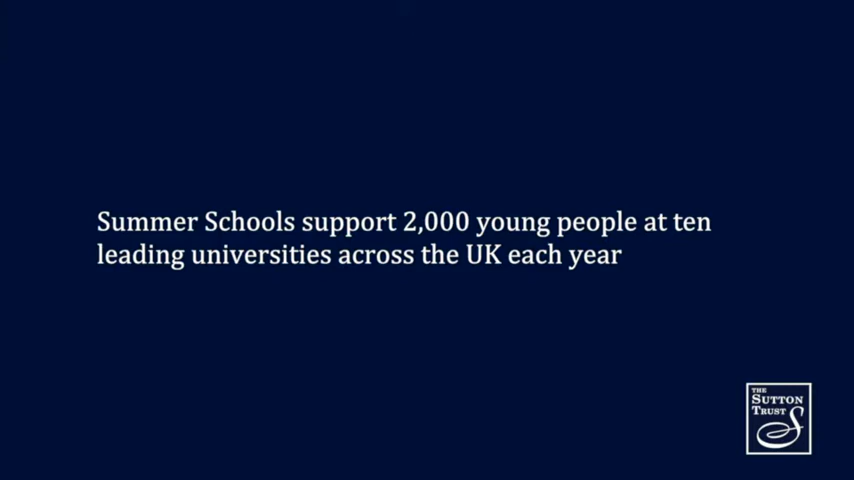 Summer Schools support 2,000 young people at ten
leading universities across the UK each year
THE
SUTTON
TRUST